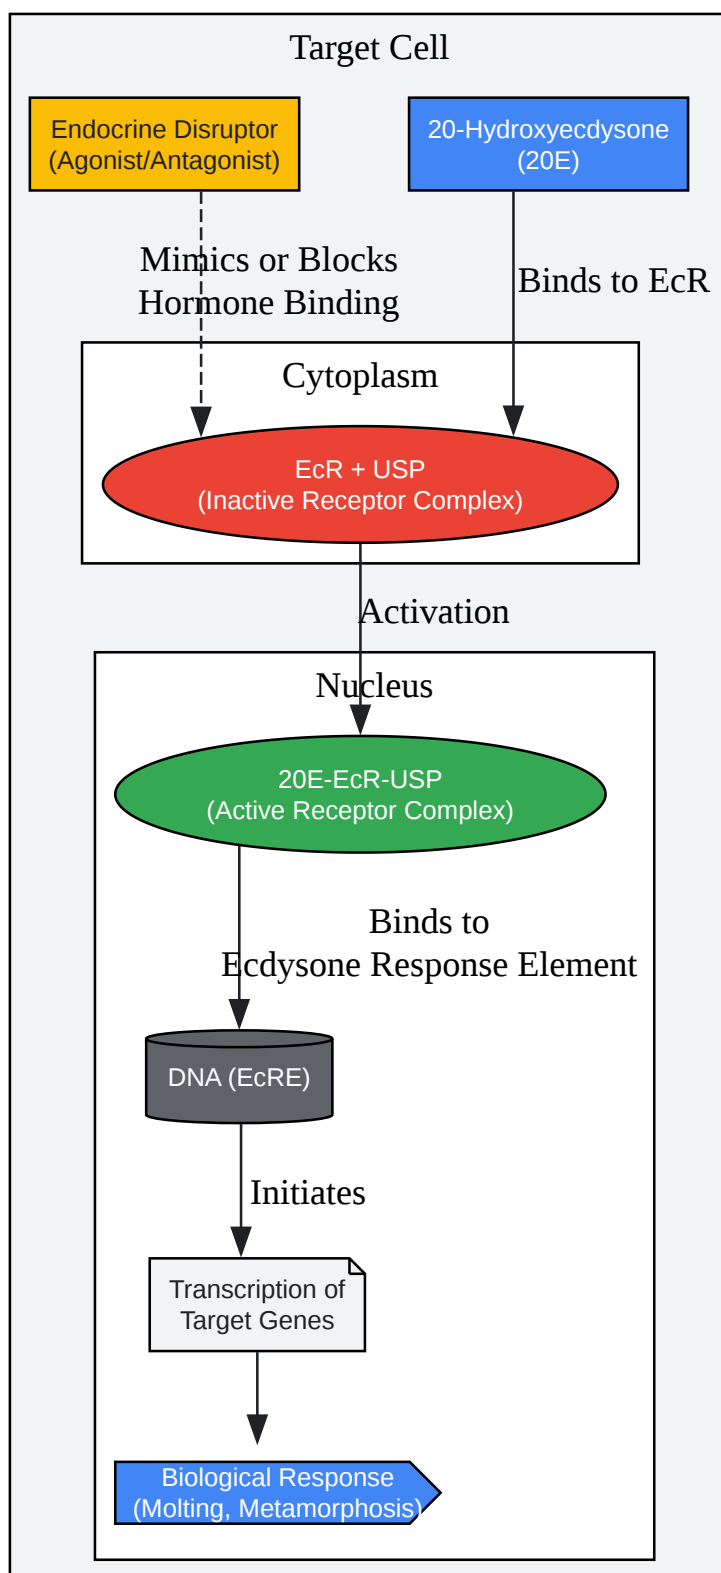 Target Cell
Endocrine Disruptor
(Agonist/Antagonist)
20-Hydroxyecdysone
(20E)
Mimics or Blocks
Hormone Binding
Binds to EcR
Cytoplasm
EcR + USP
(Inactive Receptor Complex)
Activation
Nucleus
20E-EcR-USP
(Active Receptor Complex)
Binds to
Ecdysone Response Element
DNA (EcRE)
Initiates
Transcription of
Target Genes
Biological Response
(Molting, Metamorphosis)